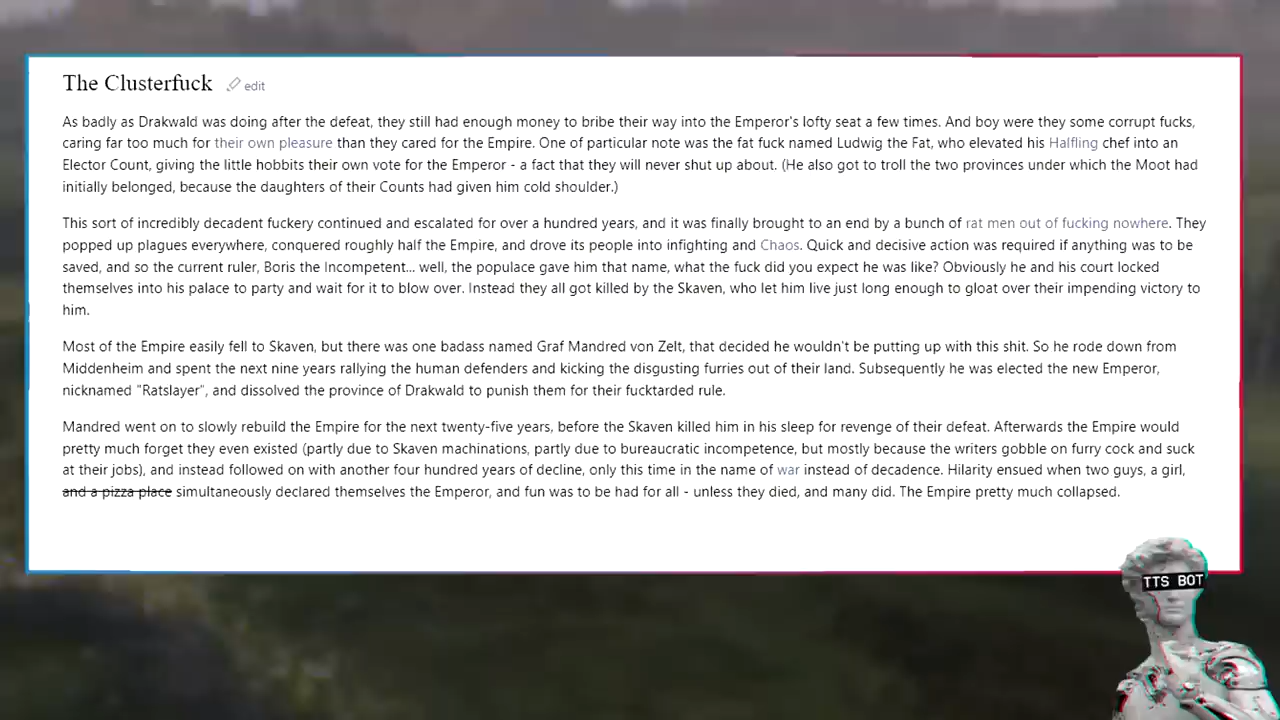 The Clusterfuck edit
As badly as Drakwald was doing after the defeat, they still had enough money to bribe their way into the Emperor's lofty seat a few times. And boy were they some corrupt fucks,
caring far too much for their own pleasure than they cared for the Empire. One of particular note was the fat fuck named Ludwig the Fat, who elevated his Halfling chef into an
Elector Count, giving the little hobbits their own vote for the Emperor - a fact that they will never shut up about. (He also got to troll the two provinces under which the Moot had
initially belonged, because the daughters of their Counts had given him cold shoulder.)
This sort of incredibly decadent fuckery continued and escalated for over a hundred years, and it was finally brought to an end by a bunch of rat men out of fucking nowhere. They
popped up plagues everywhere, conquered roughly half the Empire, and drove its people into infighting and Chaos. Quick and decisive action was required if anything was to be
saved, and so the current ruler, Boris the Incompetent... well, the populace gave him that name, what the fuck did you expect he was like? Obviously he and his court locked
themselves into his palace to party and wait for it to blow over. Instead they all got killed by the Skaven, who let him live just long enough to gloat over their impending victory to
him.
Most of the Empire easily fell to Skaven, but there was one badass named Graf Mandred von Zelt, that decided he wouldn't be putting up with this shit. So he rode down from
Middenheim and spent the next nine years rallying the human defenders and kicking the disgusting furries out of their land. Subsequently he was elected the new Emperor,
nicknamed "Ratslayer", and dissolved the province of Drakwald to punish them for their fucktarded rule.
Mandred went on to slowly rebuild the Empire for the next twenty-five years, before the Skaven killed him in his sleep for revenge of their defeat. Afterwards the Empire would
pretty much forget they even existed (partly due to Skaven machinations, partly due to bureaucratic incompetence, but mostly because the writers gobble on furry cock and suck
at their jobs), and instead followed on with another four hundred years of decline, only this time in the name of war instead of decadence. Hilarity ensued when two guys, a girl,
and a pizza place simultaneously declared themselves the Emperor, and fun was to be had for all - unless they died, and many did. The Empire pretty much collapsed.
TTS BOT